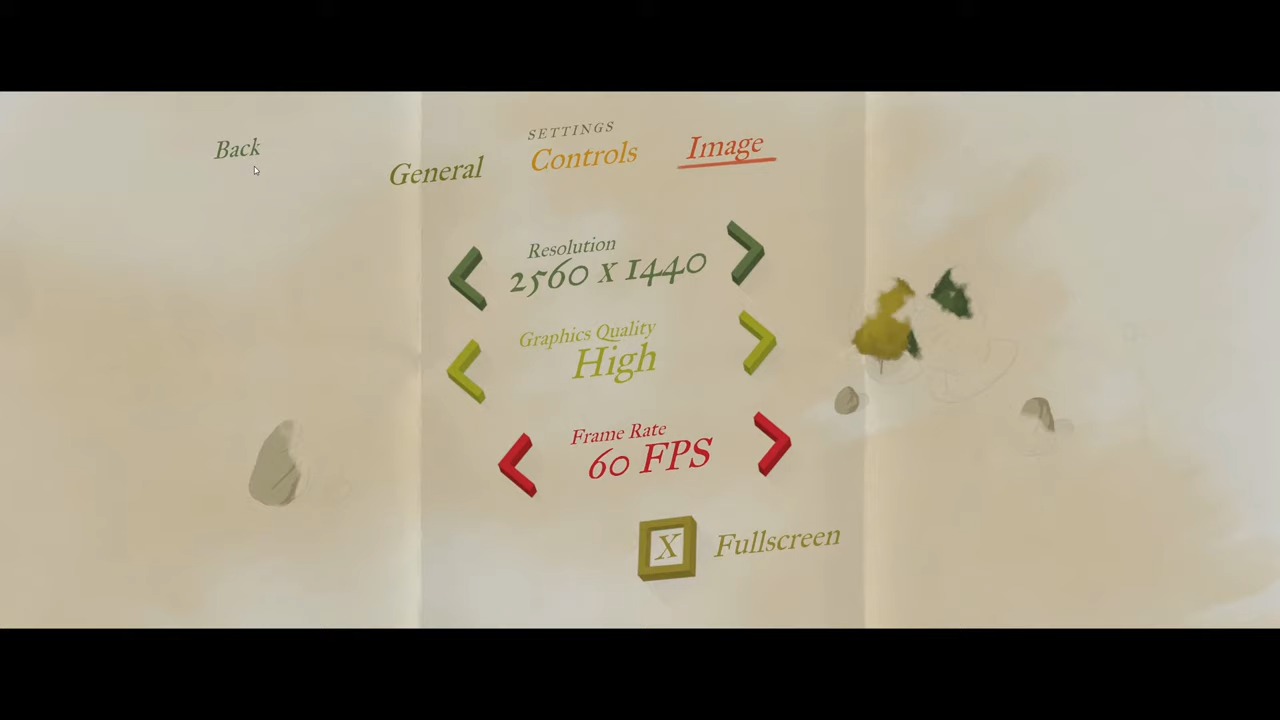 Back
SETTINGS
General
Controls
Image
Resolution
2560 x 1440
Graphics Quality
High
Frame Rate
60 FPS
X Fullscreen